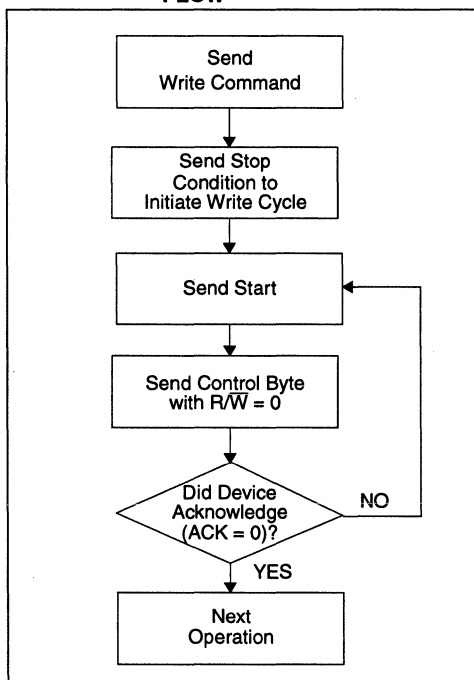 FLOW
Send
Write Command
Send Stop
Condition to
Initiate Write Cycle
Send Start
Send Control Byte
with R/W̅ = 0
Did Device
Acknowledge
(ACK = 0)?
NO
YES
Next
Operation